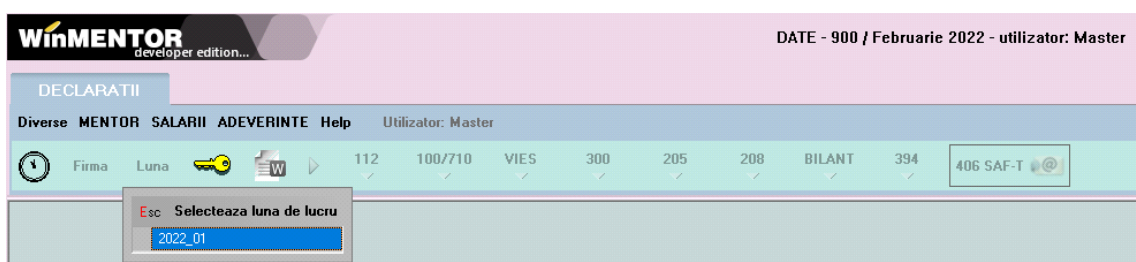 WinMENTOR
developer edition...
DATE - 900 / Februarie 2022 - utilizator: Master
DECLARATII
Diverse MENTOR SALARII ADEVERINTE Help Utilizator: Master
Firma Luna W 112 100/710 VIES 300 205 208 BILANT 394 406 SAF-T @
Esc Selecteaza luna de lucru
2022_01